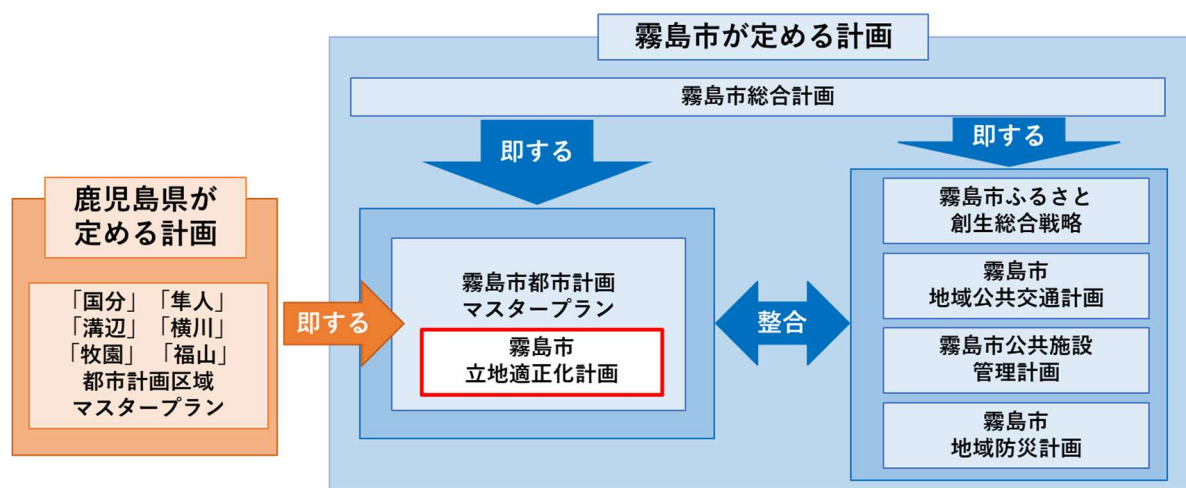 霧島市が定める計画
霧島市総合計画
即する
即する
鹿児島県が
定める計画
「国分」 「隼人」
「溝辺」 「横川」
「牧園」 「福山」
都市計画区域
マスタープラン
即する
霧島市都市計画
マスタープラン
霧島市
立地適正化計画
整合
霧島市ふるさと
創生総合戦略
霧島市
地域公共交通計画
霧島市公共施設
管理計画
霧島市
地域防災計画